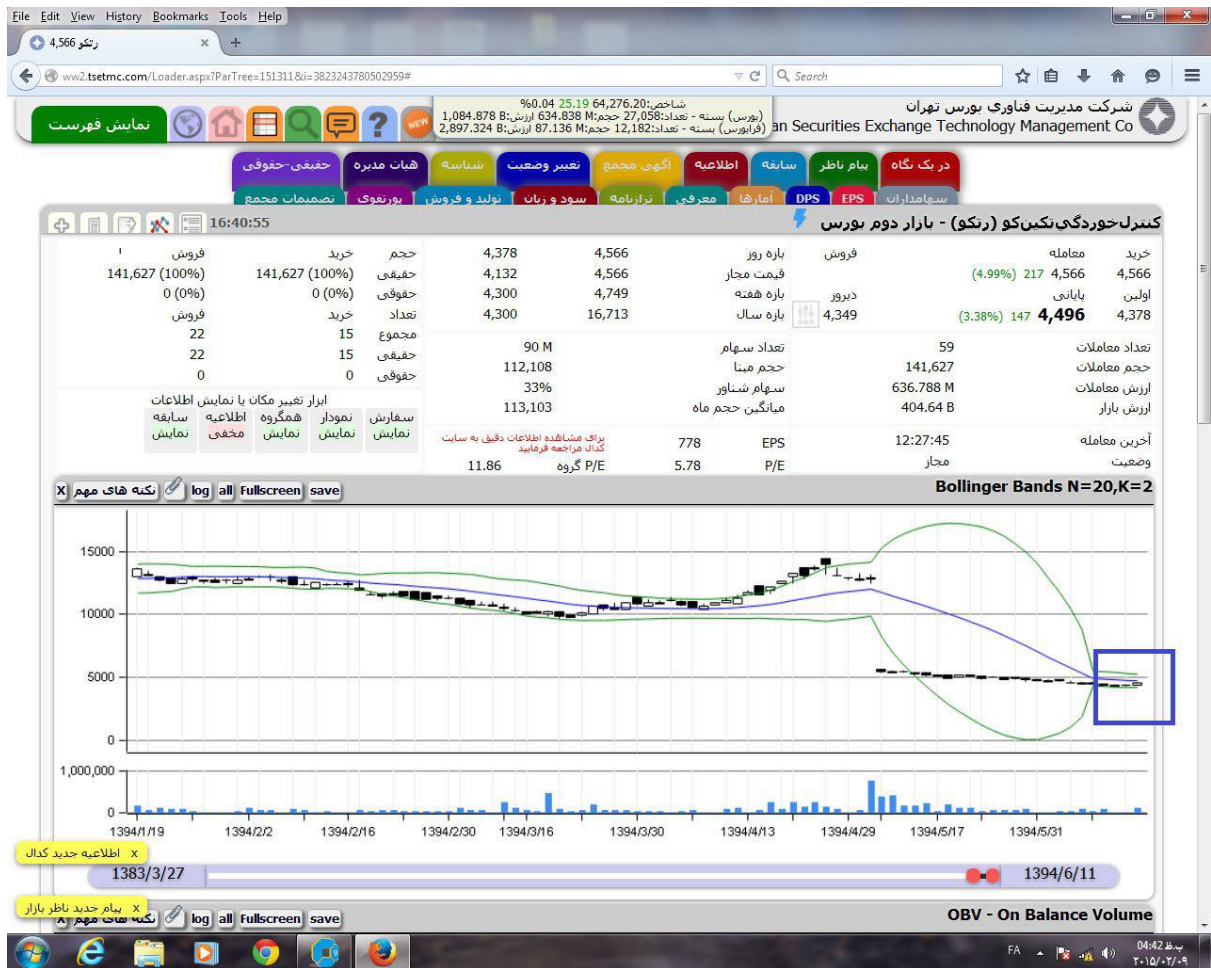 File Edit View History Bookmarks Tools Help
رتكو 4,566 × +
ww2.tsetmc.com/Loader.aspx?ParTree=151311&i=3823243780502959#
Search
شرکت مدیریت فناوری بورس تهران
an Securities Exchange Technology Management Co
شاخص:64,276.20 25.19 0.04%
(بورس) بسته - تعداد:27,058 حجم:634.838 M ارزش:1,084.878 B
(فرابورس) بسته - تعداد:12,182 حجم:87.136 M ارزش:2,897.324 B
نمایش فهرست
NEW
در یک نگاه پیام ناظر سابقه اطلاعیه آگهی مجمع تغییر وضعیت شناسه هیات مدیره حقیقی-حقوقی
سهامداران EPS DPS آمارها معرفی ترازنامه سود و زیان تولید و فروش پورتفوی تصمیمات مجمع
کنترل‌خوردگي‌تکين‌کو (رتكو) - بازار دوم بورس
16:40:55
خرید معامله فروش
4,566 4,566 217 (4.99%)
اولین پایانی دیروز
4,378 4,496 147 (3.38%) 4,349
بازه روز 4,566 4,378
قیمت مجاز 4,566 4,132
بازه هفته 4,749 4,300
بازه سال 16,713 4,300
حجم خرید فروش
حقیقی 141,627 (100%) 141,627 (100%)
حقوقی 0 (0%) 0 (0%)
تعداد خرید فروش
مجموع 15 22
حقیقی 15 22
حقوقی 0 0
تعداد معاملات 59
حجم معاملات 141,627
ارزش معاملات 636.788 M
ارزش بازار 404.64 B
آخرین معامله 12:27:45
وضعیت مجاز
تعداد سهام 90 M
حجم مبنا 112,108
سهام شناور 33%
میانگین حجم ماه 113,103
EPS 778
برای مشاهده اطلاعات دقیق به سایت
کدال مراجعه فرمایید
P/E 5.78 P/E گروه 11.86
ابزار تغییر مکان یا نمایش اطلاعات
سفارش نمودار همگروه اطلاعیه سابقه
نمایش نمایش نمایش مخفی نمایش
Bollinger Bands N=20,K=2
X نکته های مهم log all Fullscreen save
15000
10000
5000
0
1,000,000
0
1394/1/19 1394/2/2 1394/2/16 1394/2/30 1394/3/16 1394/3/30 1394/4/13 1394/4/29 1394/5/17 1394/5/31
x اطلاعیه جدید کدال
1383/3/27 1394/6/11
x پیام جدید ناظر بازار
OBV - On Balance Volume
X نکته های مهم log all Fullscreen save
FA
04:42 ب.ظ
۲۰۱۵/۰۲/۰۹